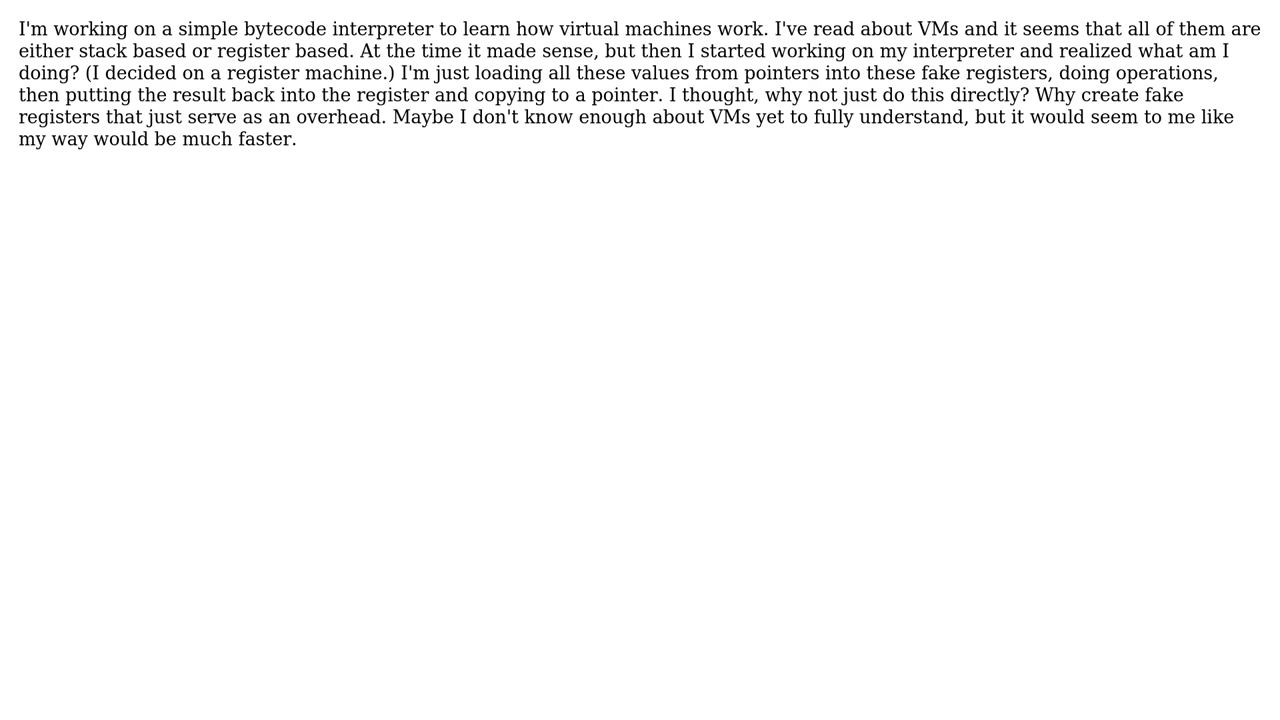 I'm working on a simple bytecode interpreter to learn how virtual machines work. I've read about VMs and it seems that all of them are
either stack based or register based. At the time it made sense, but then I started working on my interpreter and realized what am I
doing? (I decided on a register machine.) I'm just loading all these values from pointers into these fake registers, doing operations,
then putting the result back into the register and copying to a pointer. I thought, why not just do this directly? Why create fake
registers that just serve as an overhead. Maybe I don't know enough about VMs yet to fully understand, but it would seem to me like
my way would be much faster.